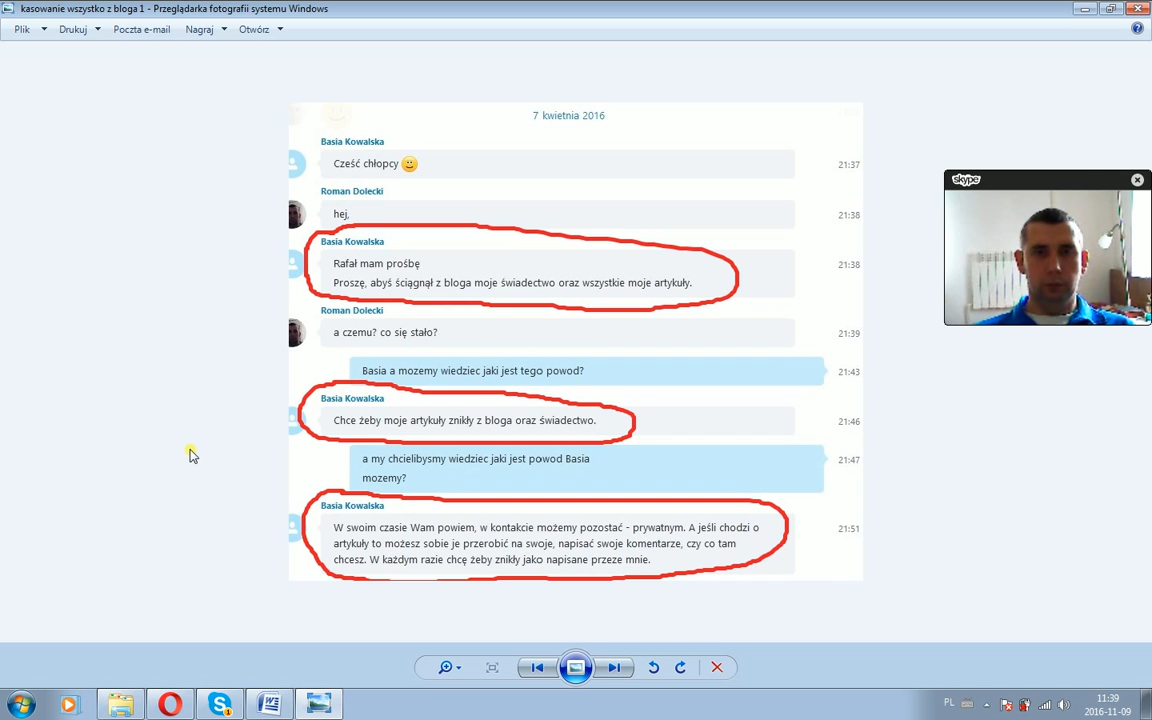 kasowanie wszystko z bloga 1 - Przeglądarka fotografii systemu Windows
Plik Drukuj Poczta e-mail Nagraj Otwórz
7 kwietnia 2016
Basia Kowalska
Cześć chłopcy
21:37
Roman Dolecki
hej,
21:38
Basia Kowalska
Rafał mam prośbę
21:38
Proszę, abyś ściągnął z bloga moje świadectwo oraz wszystkie moje artykuły.
Roman Dolecki
a czemu? co się stało?
21:39
Basia a mozemy wiedziec jaki jest tego powod?
21:43
Basia Kowalska
Chce żeby moje artykuły znikły z bloga oraz świadectwo.
21:46
a my chcielibysmy wiedziec jaki jest powod Basia
21:47
mozemy?
Basia Kowalska
W swoim czasie Wam powiem, w kontakcie możemy pozostać - prywatnym. A jeśli chodzi o
21:51
artykuły to możesz sobie je przerobić na swoje, napisać swoje komentarze, czy co tam
chcesz. W każdym razie chcę żeby znikły jako napisane przeze mnie.
skype
PL
11:39
2016-11-09